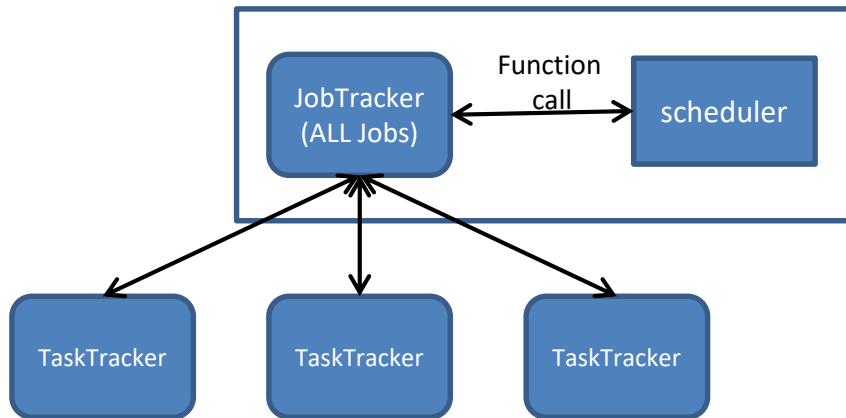 JobTracker
(ALL Jobs)
Function
call
scheduler
TaskTracker
TaskTracker
TaskTracker